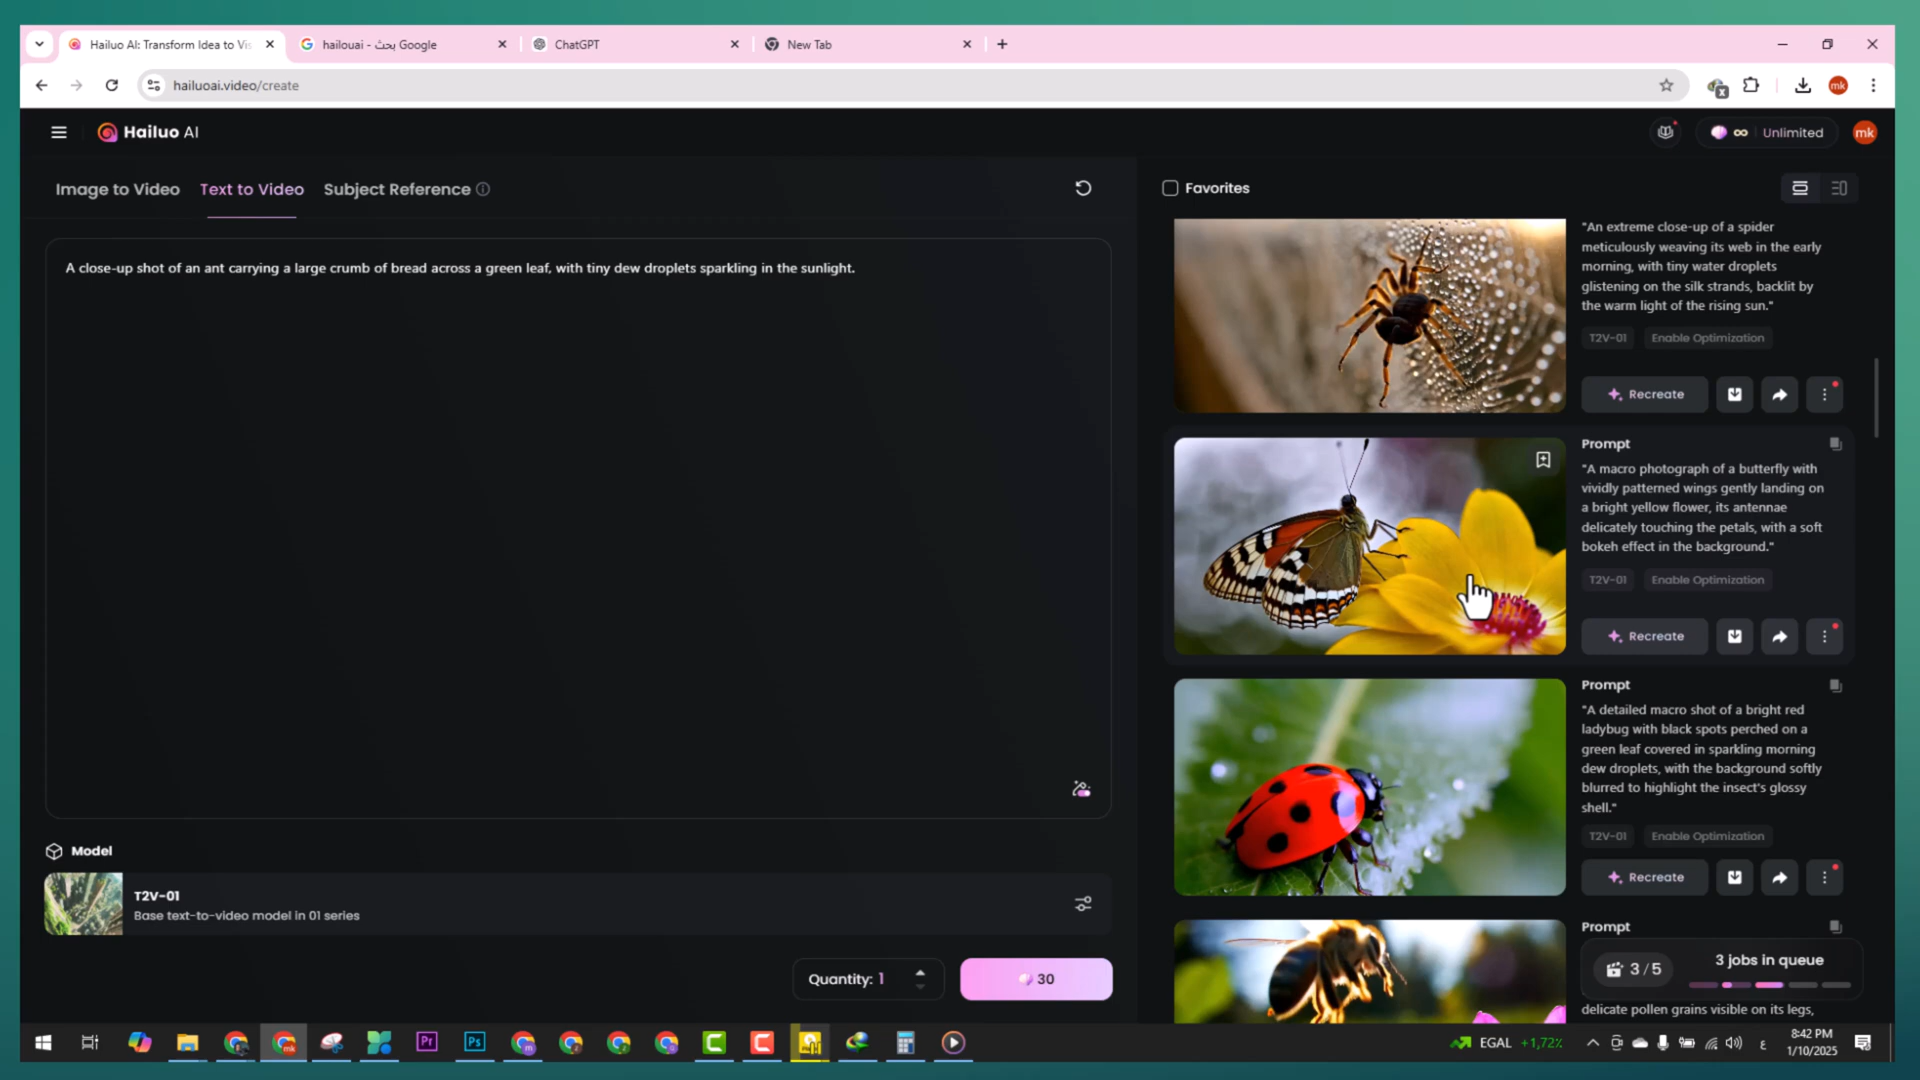 Hailuo AI: Transform Idea to Vis
hailouai - بحث Google
ChatGPT
New Tab
hailuoai.video/create
mk
Hailuo AI
Unlimited
mk
Image to Video
Text to Video
Subject Reference
Favorites
A close-up shot of an ant carrying a large crumb of bread across a green leaf, with tiny dew droplets sparkling in the sunlight.
"An extreme close-up of a spider
meticulously weaving its web in the early
morning, with tiny water droplets
glistening on the silk strands, backlit by
the warm light of the rising sun."
T2V-01
Enable Optimization
Recreate
Prompt
"A macro photograph of a butterfly with
vividly patterned wings gently landing on
a bright yellow flower, its antennae
delicately touching the petals, with a soft
bokeh effect in the background."
T2V-01
Enable Optimization
Recreate
Prompt
"A detailed macro shot of a bright red
ladybug with black spots perched on a
green leaf covered in sparkling morning
dew droplets, with the background softly
blurred to highlight the insect's glossy
shell."
T2V-01
Enable Optimization
Recreate
Prompt
3/5
3 jobs in queue
delicate pollen grains visible on its legs,
Model
T2V-01
Base text-to-video model in 01 series
Quantity: 1
30
Pr
Ps
EGAL +1,72%
ع
8:42 PM
1/10/2025